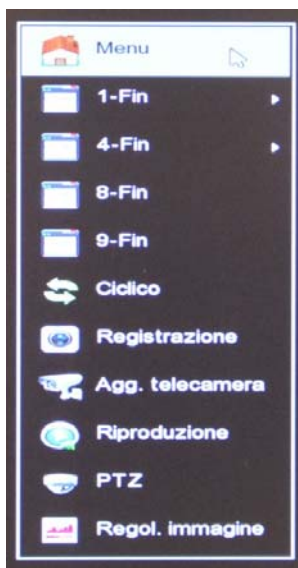 Menu
1-Fin
4-Fin
8-Fin
9-Fin
Ciclico
Registrazione
Agg. telecamera
Riproduzione
PTZ
Regol. immagine